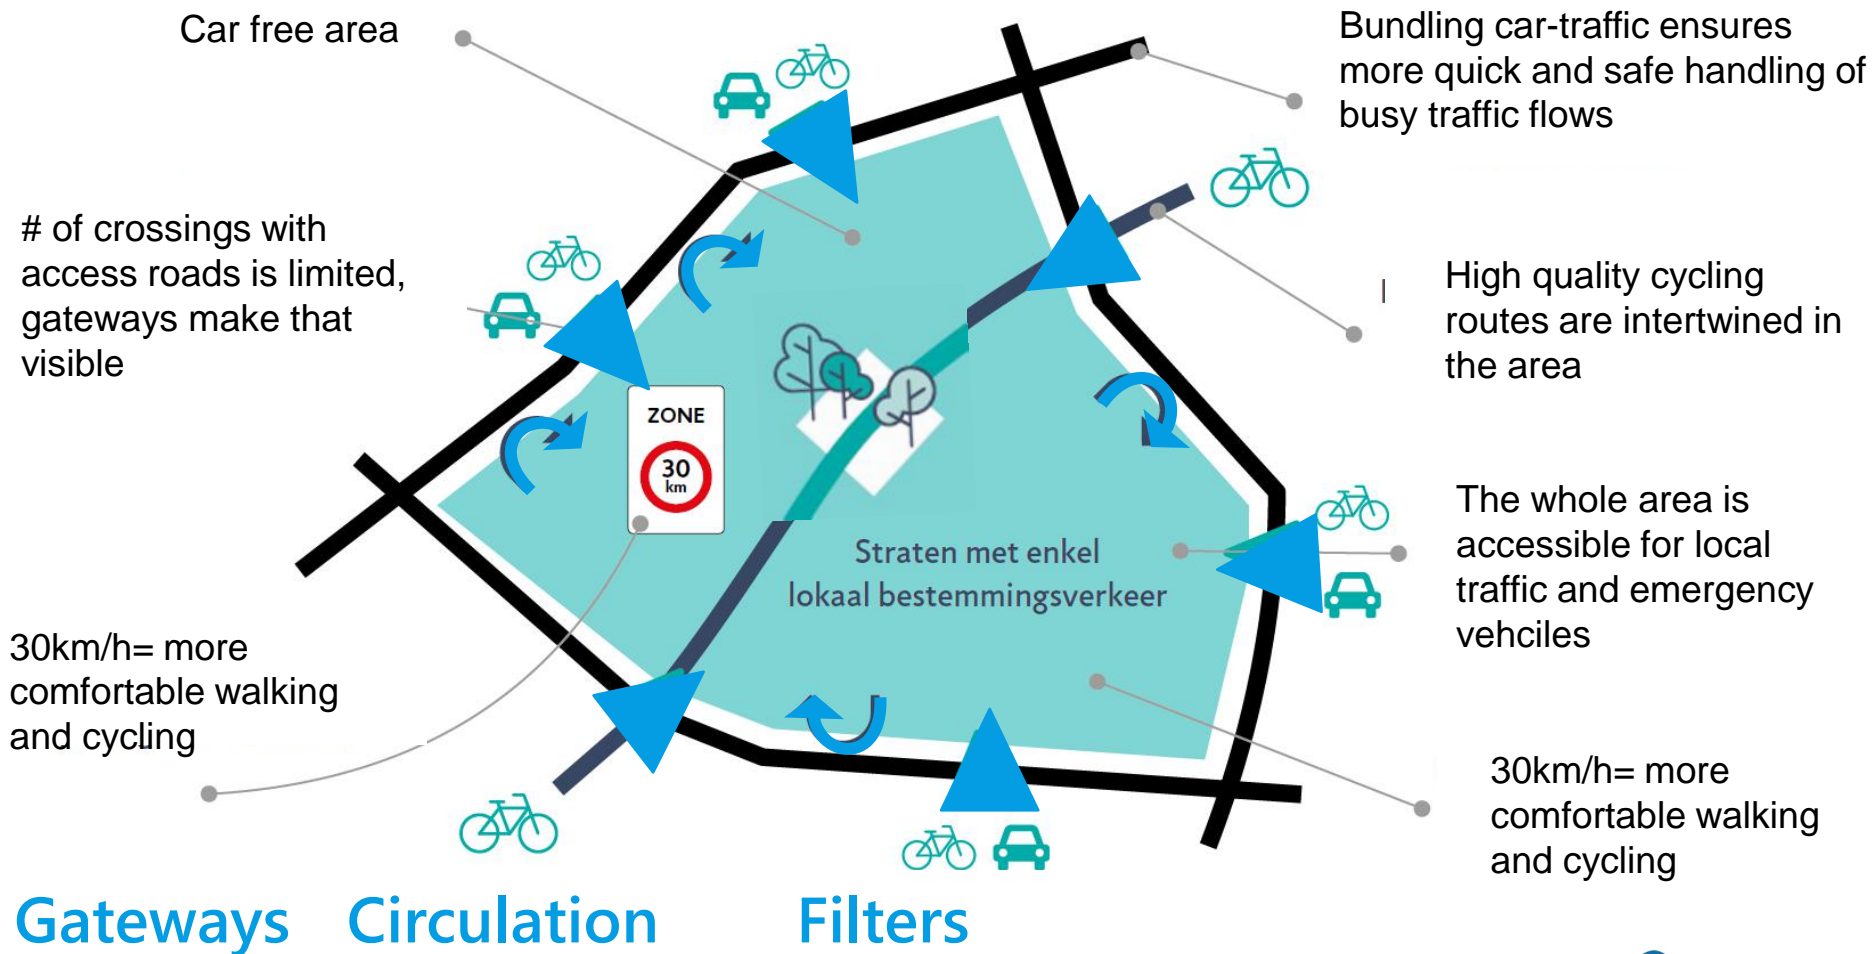 Car free area
Bundling car-traffic ensures
more quick and safe handling of
busy traffic flows
# of crossings with
access roads is limited,
gateways make that
visible
High quality cycling
routes are intertwined in
the area
ZONE
30
km
The whole area is
accessible for local
traffic and emergency
vehciles
Straten met enkel
lokaal bestemmingsverkeer
30km/h= more
comfortable walking
and cycling
30km/h= more
comfortable walking
and cycling
Gateways Circulation Filters